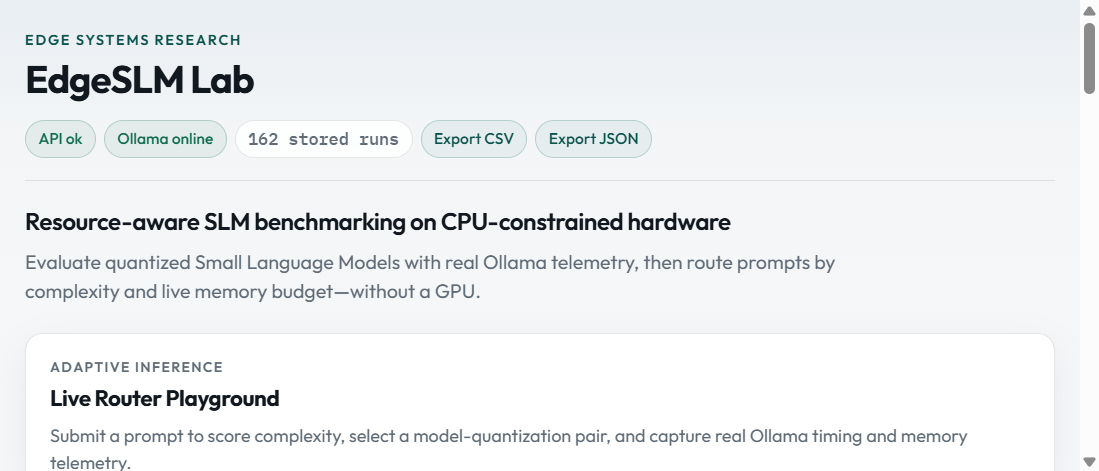 EDGE SYSTEMS RESEARCH
EdgeSLM Lab
API ok
Ollama online
162 stored runs
Export CSV
Export JSON
Resource-aware SLM benchmarking on CPU-constrained hardware
Evaluate quantized Small Language Models with real Ollama telemetry, then route prompts by
complexity and live memory budget—without a GPU.
ADAPTIVE INFERENCE
Live Router Playground
Submit a prompt to score complexity, select a model-quantization pair, and capture real Ollama timing and memory
telemetry.